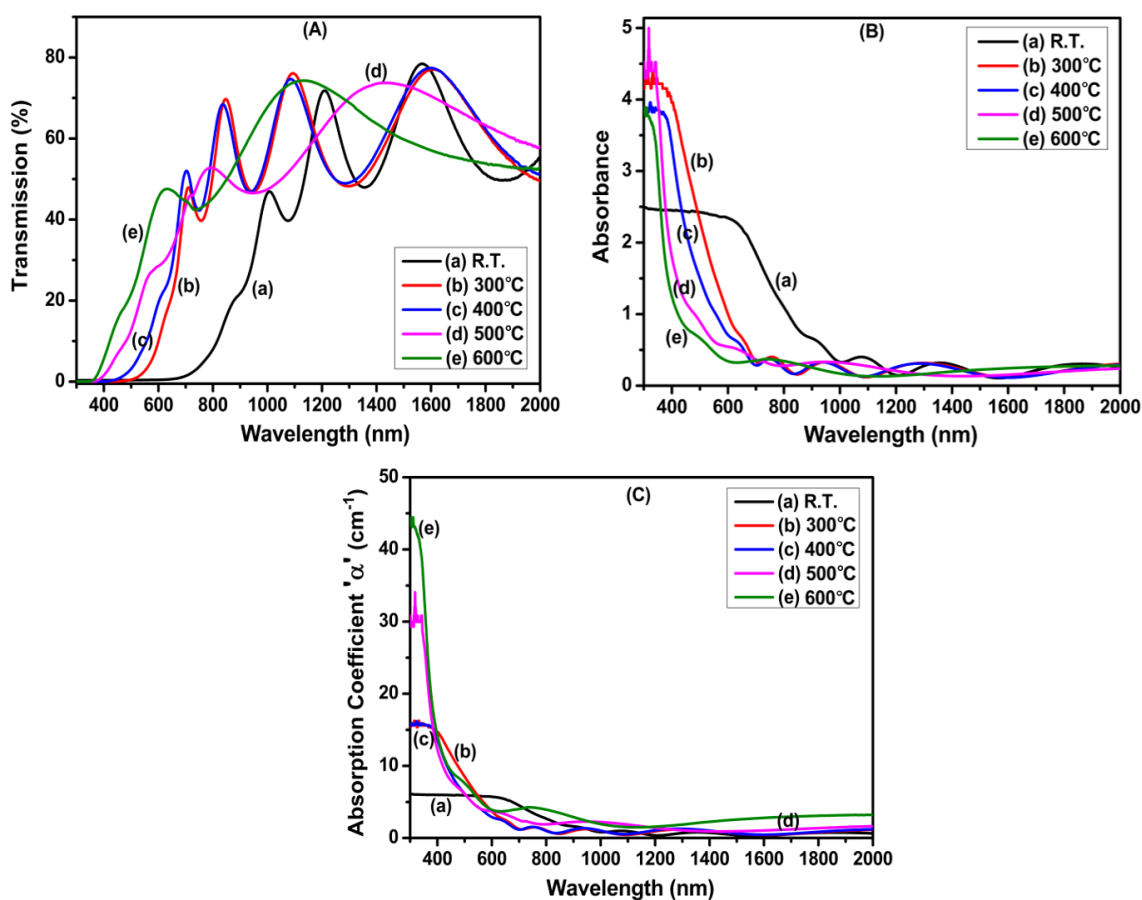 (A)
80
60
40
20
0
Transmission (%)
(a)
(b)
(c)
(d)
(e)
(a) R.T.
(b) 300°C
(c) 400°C
(d) 500°C
(e) 600°C
400 600 800 1000 1200 1400 1600 1800 2000
Wavelength (nm)
(B)
5
4
3
2
1
0
Absorbance
(a) R.T.
(b) 300°C
(c) 400°C
(d) 500°C
(e) 600°C
(b)
(c)
(a)
(d)
(e)
400 600 800 1000 1200 1400 1600 1800 2000
Wavelength (nm)
(C)
50
40
30
20
10
0
Absorption Coefficient 'α' (cm⁻¹)
(a) R.T.
(b) 300°C
(c) 400°C
(d) 500°C
(e) 600°C
(e)
(c)
(b)
(a)
(d)
400 600 800 1000 1200 1400 1600 1800 2000
Wavelength (nm)